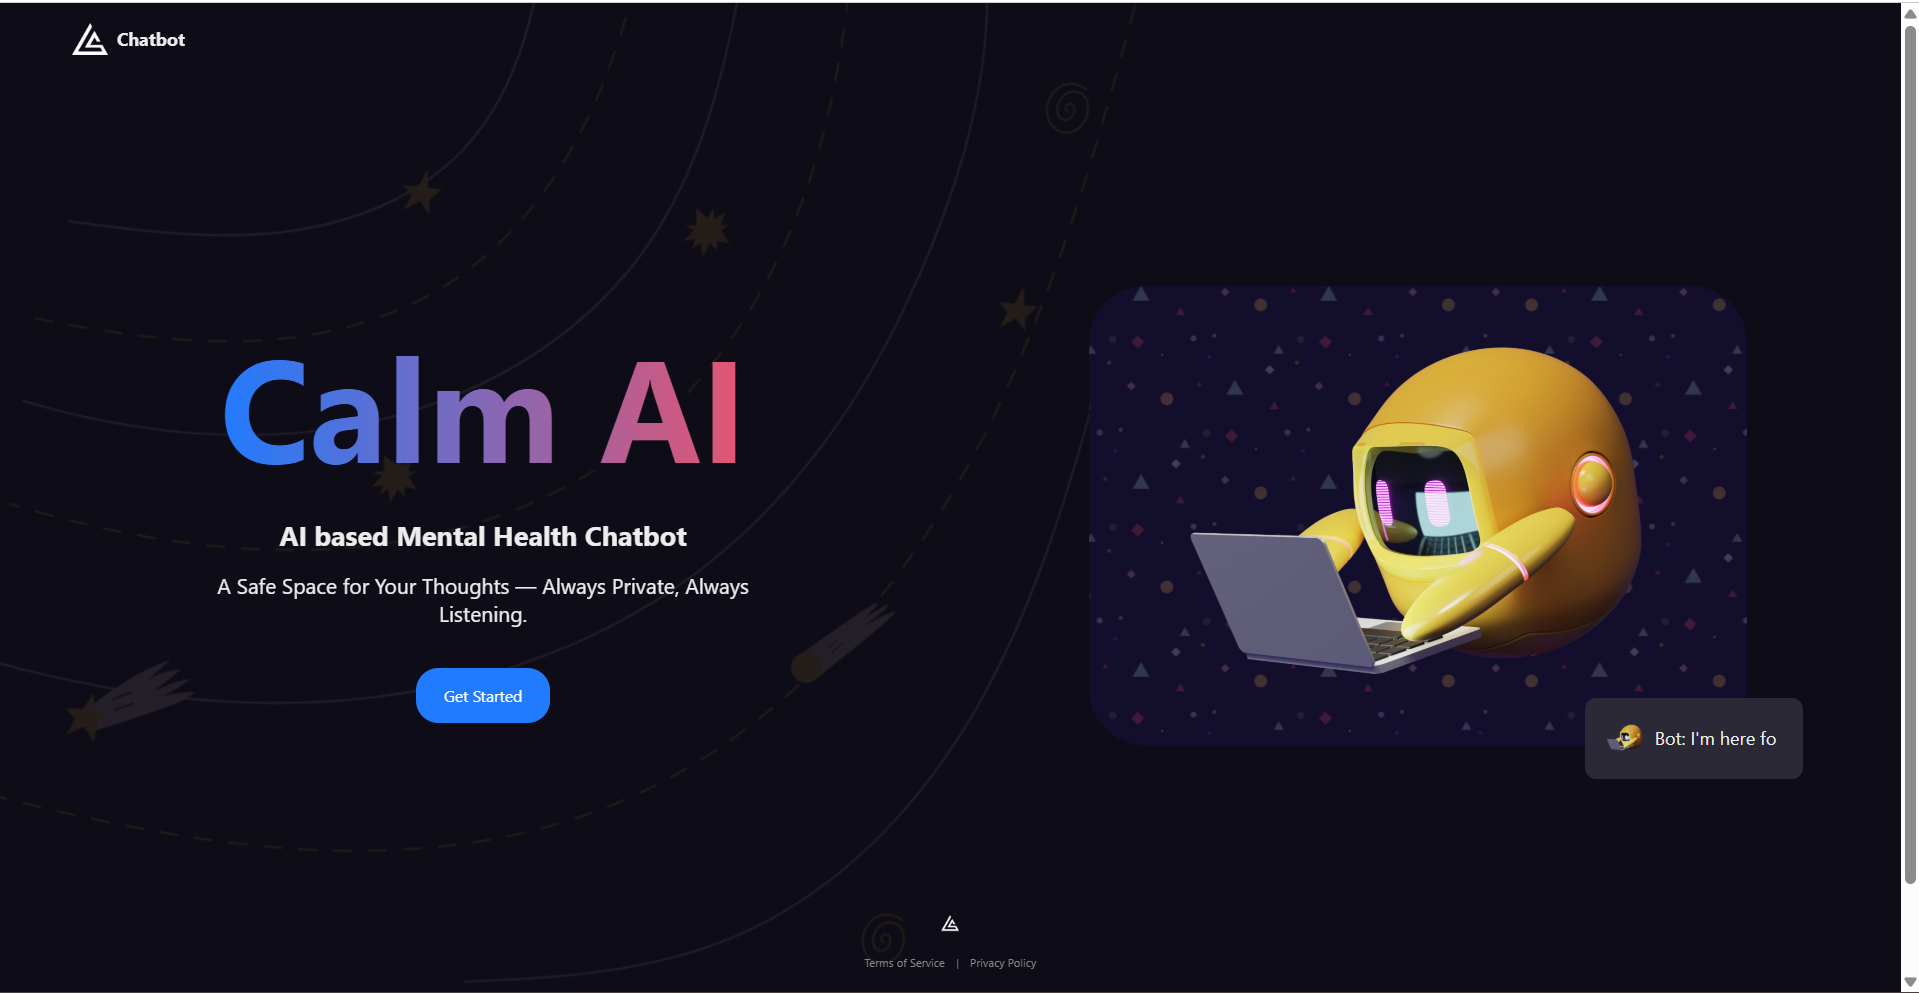 Chatbot
Calm AI
AI based Mental Health Chatbot
A Safe Space for Your Thoughts — Always Private, Always
Listening.
Get Started
Bot: I'm here fo
Terms of Service | Privacy Policy